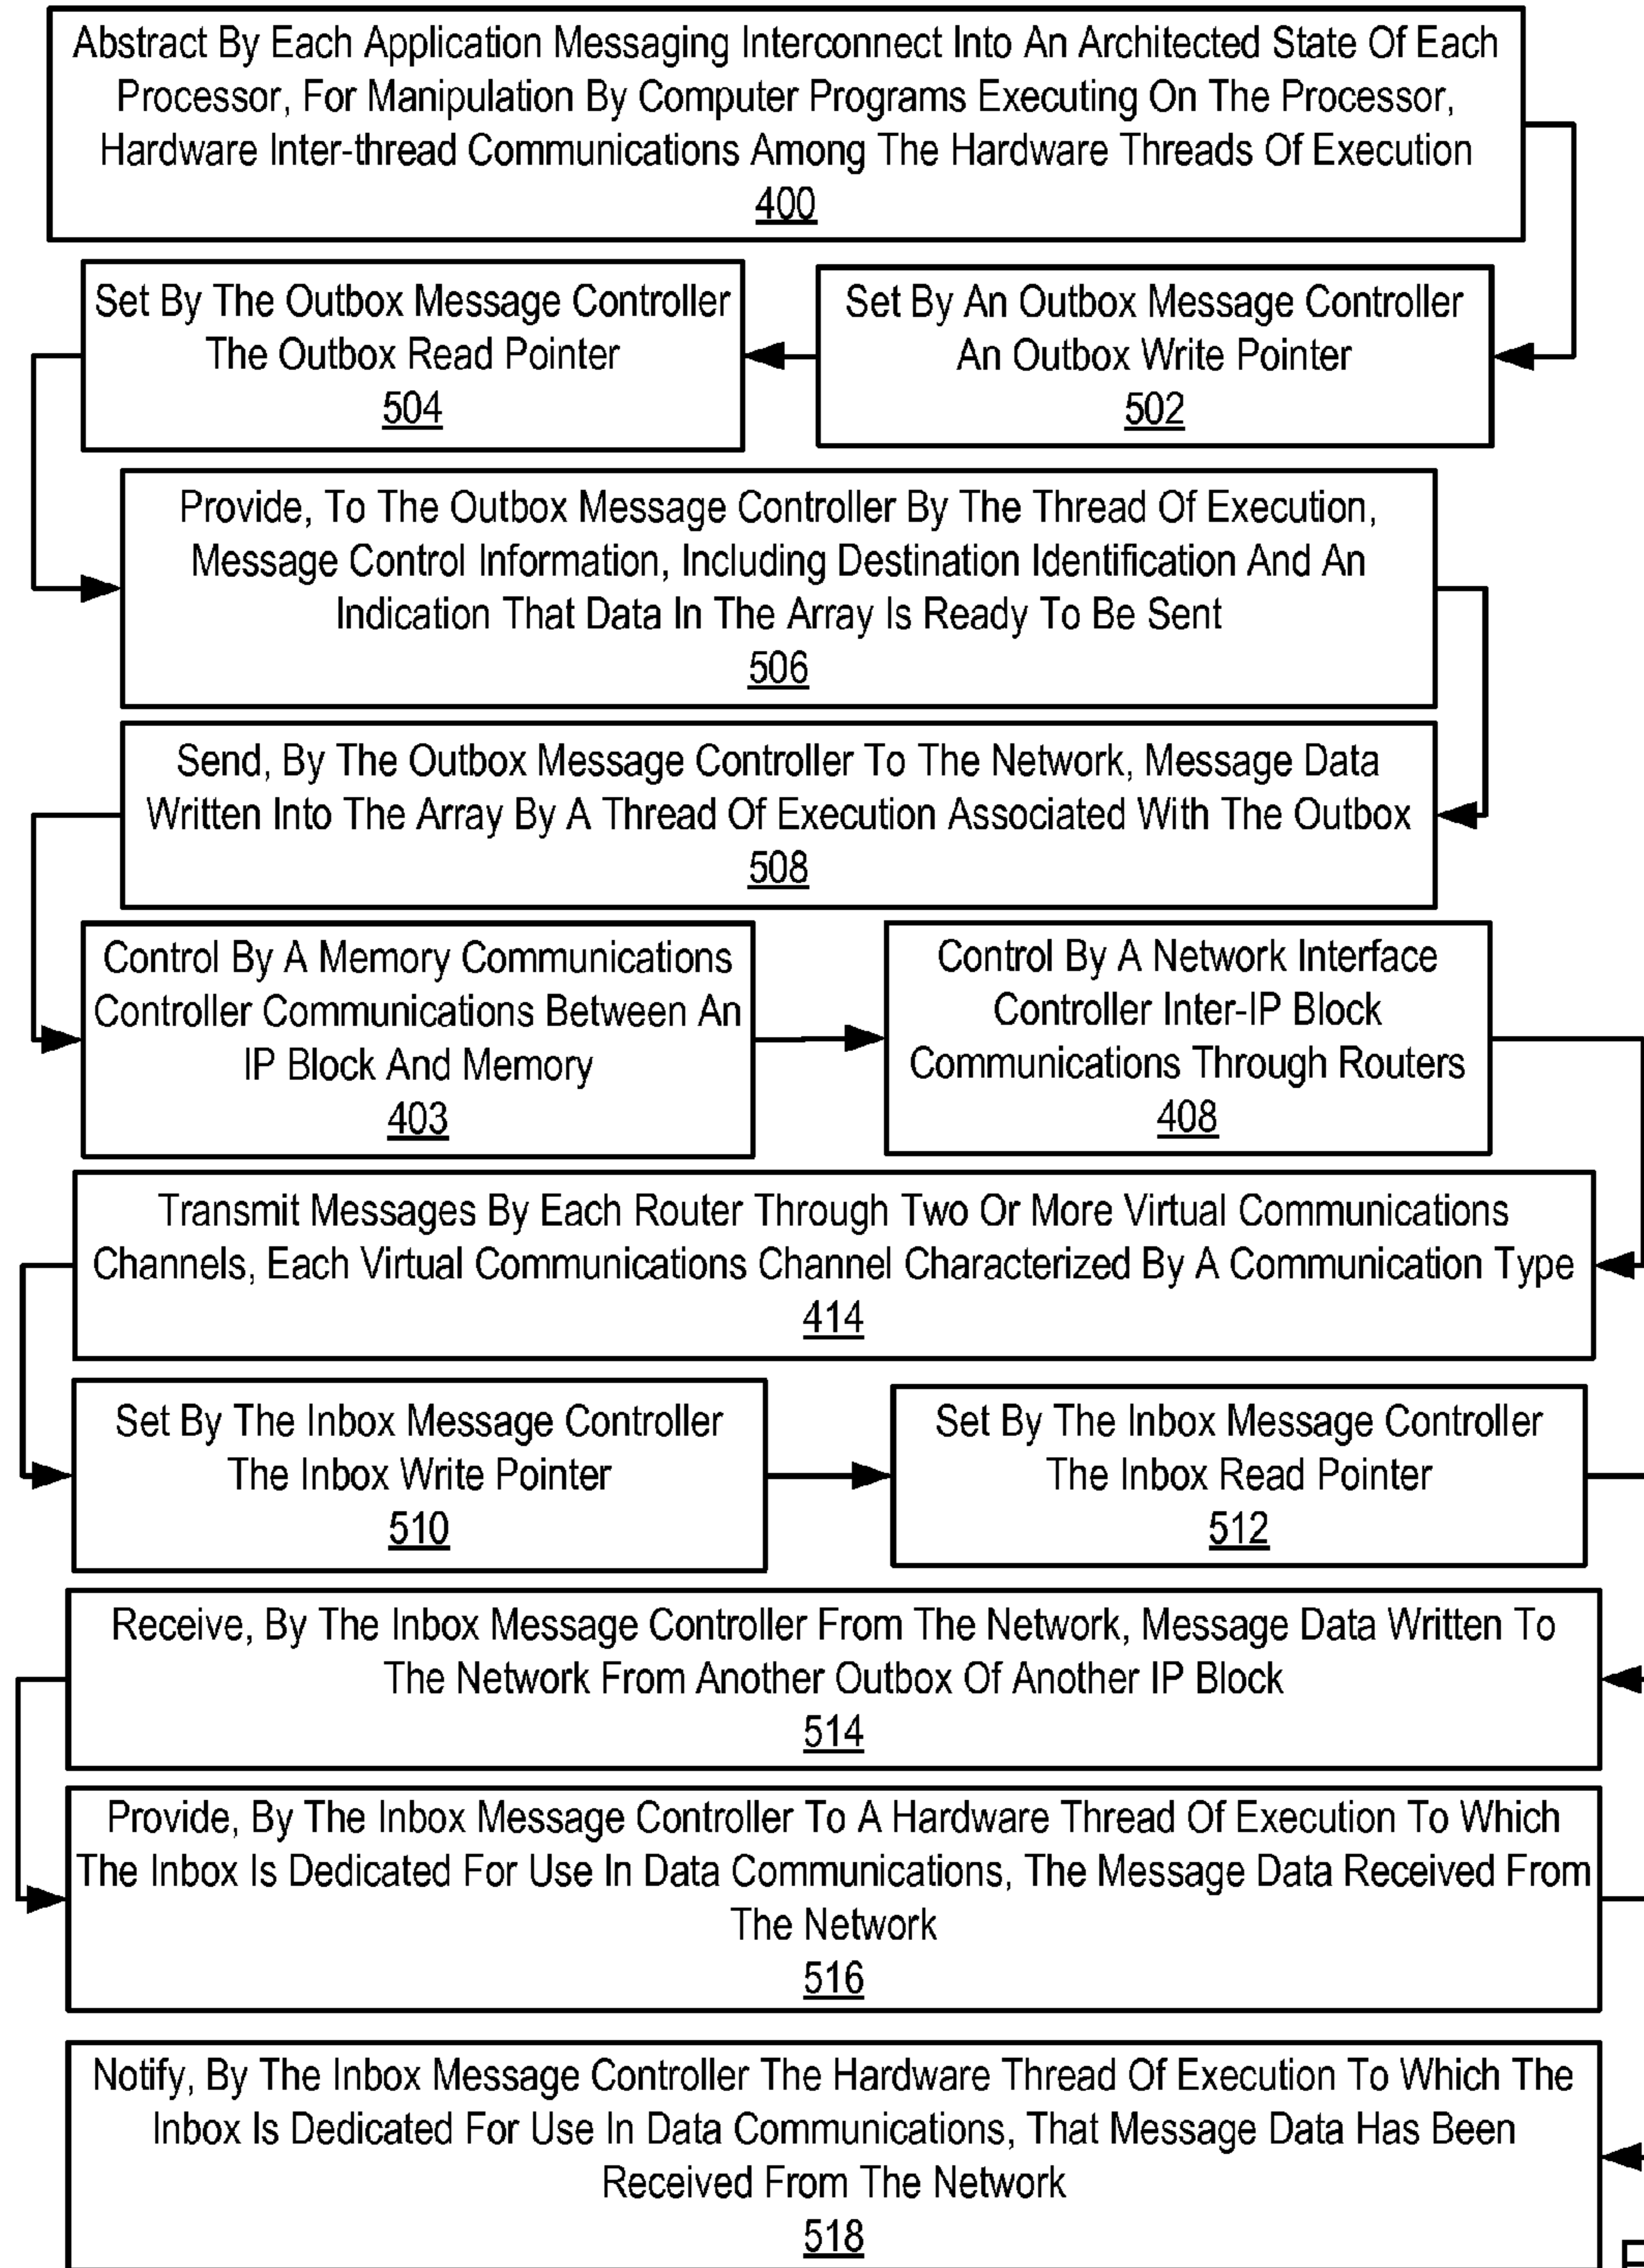 Abstract By Each Application Messaging Interconnect Into An Architected State Of Each
Processor, For Manipulation By Computer Programs Executing On The Processor,
Hardware Inter-thread Communications Among The Hardware Threads Of Execution
400
Set By An Outbox Message Controller
An Outbox Write Pointer
502
Set By The Outbox Message Controller
The Outbox Read Pointer
504
Provide, To The Outbox Message Controller By The Thread Of Execution,
Message Control Information, Including Destination Identification And An
Indication That Data In The Array Is Ready To Be Sent
506
Send, By The Outbox Message Controller To The Network, Message Data
Written Into The Array By A Thread Of Execution Associated With The Outbox
508
Control By A Memory Communications
Controller Communications Between An
IP Block And Memory
403
Control By A Network Interface
Controller Inter-IP Block
Communications Through Routers
408
Transmit Messages By Each Router Through Two Or More Virtual Communications
Channels, Each Virtual Communications Channel Characterized By A Communication Type
414
Set By The Inbox Message Controller
The Inbox Write Pointer
510
Set By The Inbox Message Controller
The Inbox Read Pointer
512
Receive, By The Inbox Message Controller From The Network, Message Data Written To
The Network From Another Outbox Of Another IP Block
514
Provide, By The Inbox Message Controller To A Hardware Thread Of Execution To Which
The Inbox Is Dedicated For Use In Data Communications, The Message Data Received From
The Network
516
Notify, By The Inbox Message Controller The Hardware Thread Of Execution To Which The
Inbox Is Dedicated For Use In Data Communications, That Message Data Has Been
Received From The Network
518